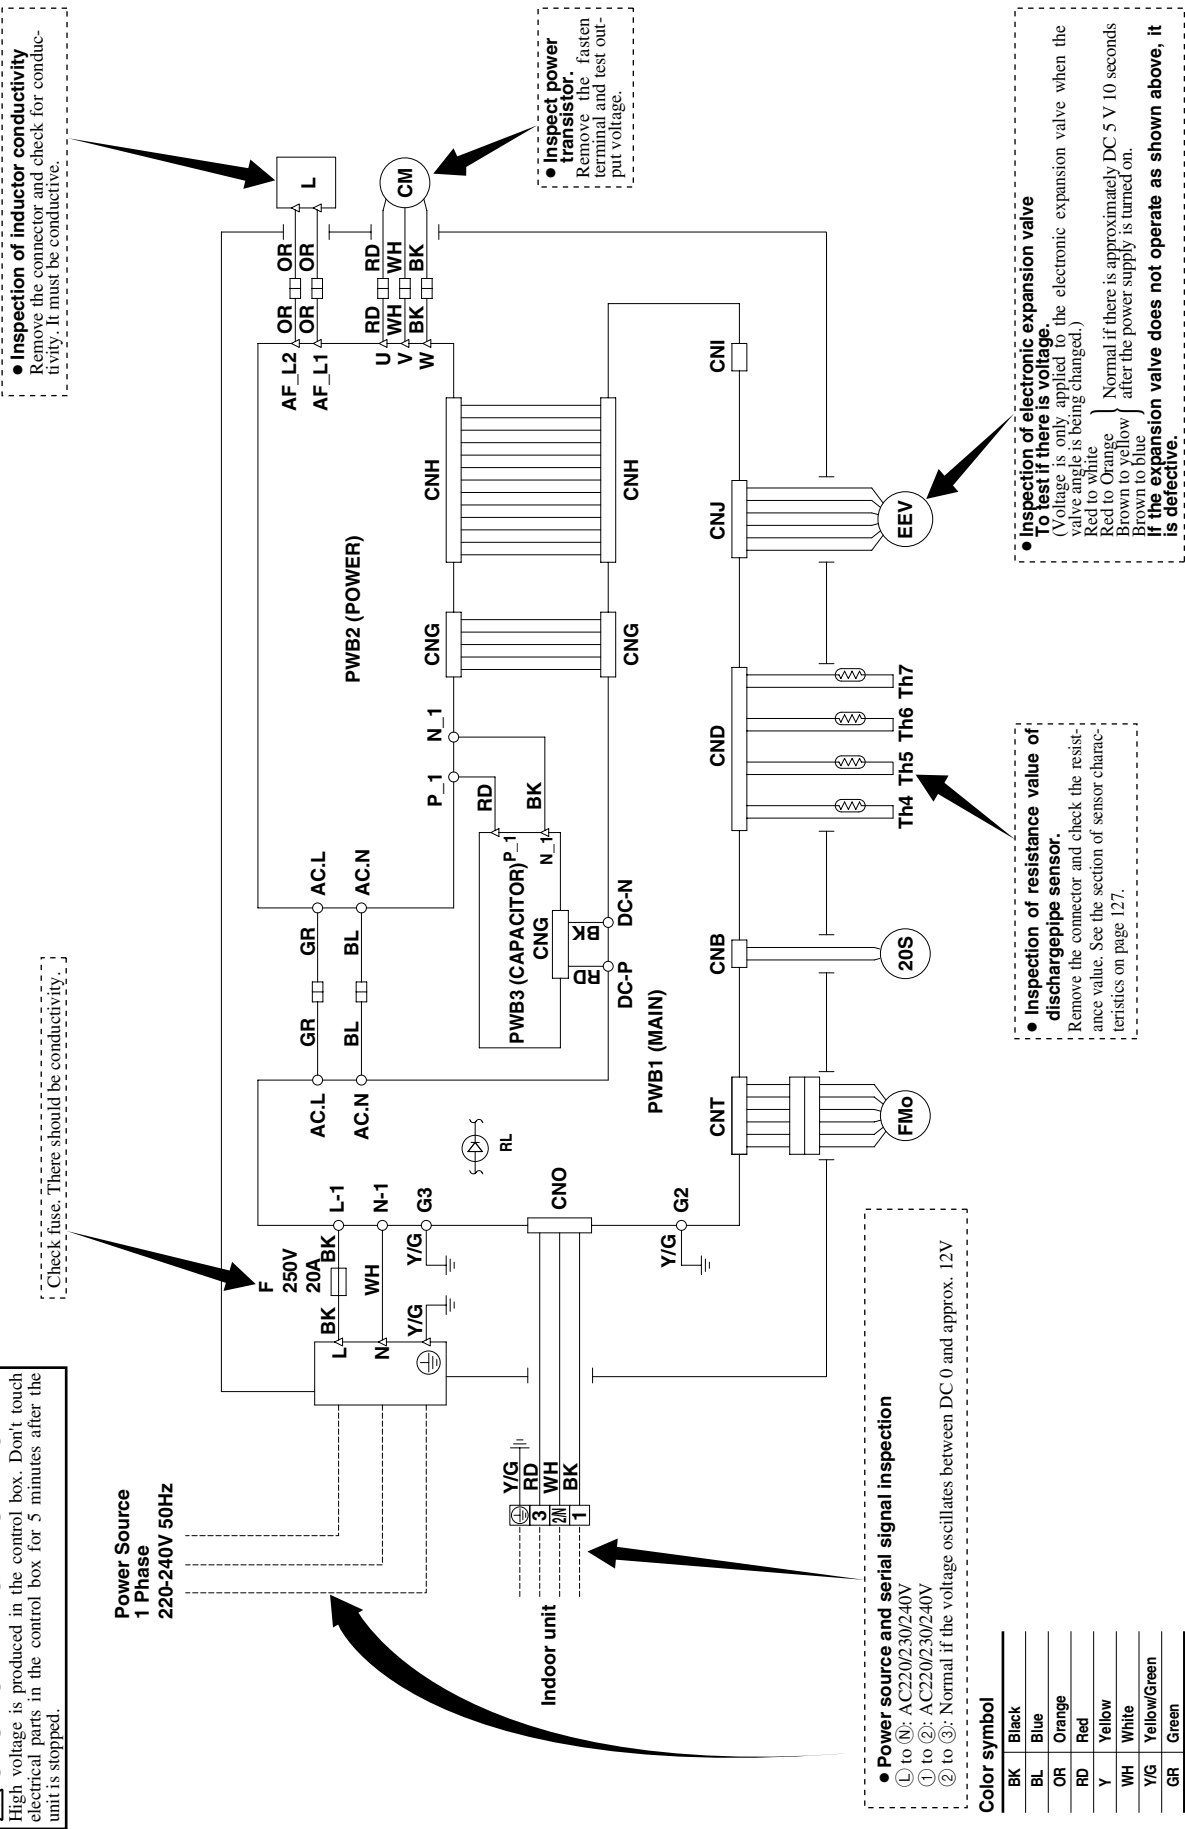 High voltage is produced in the control box. Don't touch
electrical parts in the control box for 5 minutes after the
unit is stopped.
Check fuse. There should be conductivity.
● Inspection of inductor conductivity
Remove the connector and check for conduc-
tivity. It must be conductive.
● Inspect power
transistor.
Remove the fasten
terminal and test out-
put voltage.
Power Source
1 Phase
220-240V 50Hz
F
250V
20A
L
BK
BK
L-1
N
WH
N-1
Y/G
Y/G
G3
AC.L
GR
GR
AC.L
AC.N
BL
BL
AC.N
PWB2 (POWER)
AF_L2
OR
OR
AF_L1
OR
OR
L
U
RD
RD
V
WH
WH
W
BK
BK
CM
P_1
N_1
RD
BK
CNG
CNH
PWB3 (CAPACITOR)
P_1
N_1
CNG
RD
BK
DC-P
DC-N
CNG
CNH
RL
PWB1 (MAIN)
Indoor unit
Y/G
3
RD
2/N
WH
1
BK
CNO
Y/G
G2
CNT
CNB
CND
CNJ
CNI
FMo
20S
Th4
Th5
Th6
Th7
EEV
● Power source and serial signal inspection
Ⓛ to Ⓝ: AC220/230/240V
① to ②: AC220/230/240V
② to ③: Normal if the voltage oscillates between DC 0 and approx. 12V
● Inspection of resistance value of
dischargepipe sensor.
Remove the connector and check the resist-
ance value. See the section of sensor charac-
teristics on page 127.
● Inspection of electronic expansion valve
To test if there is voltage.
(Voltage is only applied to the electronic expansion valve when the
valve angle is being changed.)
Red to white
Red to Orange
Brown to yellow
Brown to blue
Normal if there is approximately DC 5 V 10 seconds
after the power supply is turned on.
If the expansion valve does not operate as shown above, it
is defective.
Color symbol
BK Black
BL Blue
OR Orange
RD Red
Y Yellow
WH White
Y/G Yellow/Green
GR Green